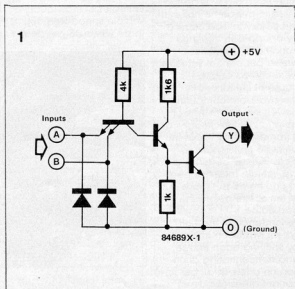 1
+ +5V
4k
1k6
Inputs
Output
A
Y
B
1k
0 (Ground)
84689X-1